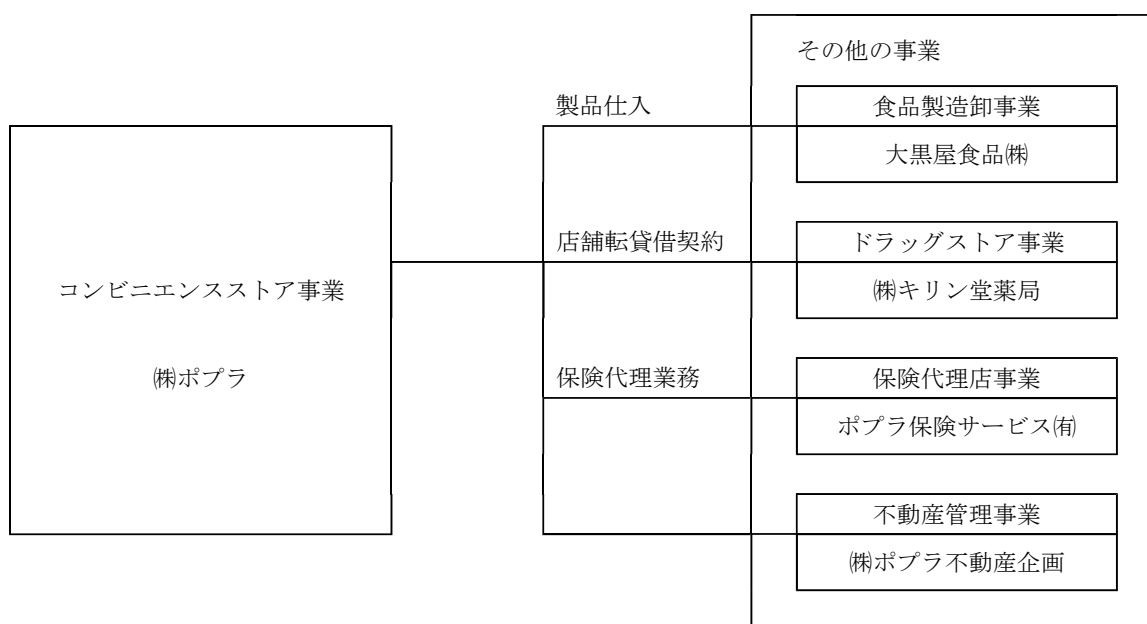 その他の事業
製品仕入
食品製造卸事業
大黒屋食品㈱
店舗転貸借契約
ドラッグストア事業
㈱キリン堂薬局
コンビニエンスストア事業
㈱ポプラ
保険代理業務
保険代理店事業
ポプラ保険サービス㈲
不動産管理事業
㈱ポプラ不動産企画